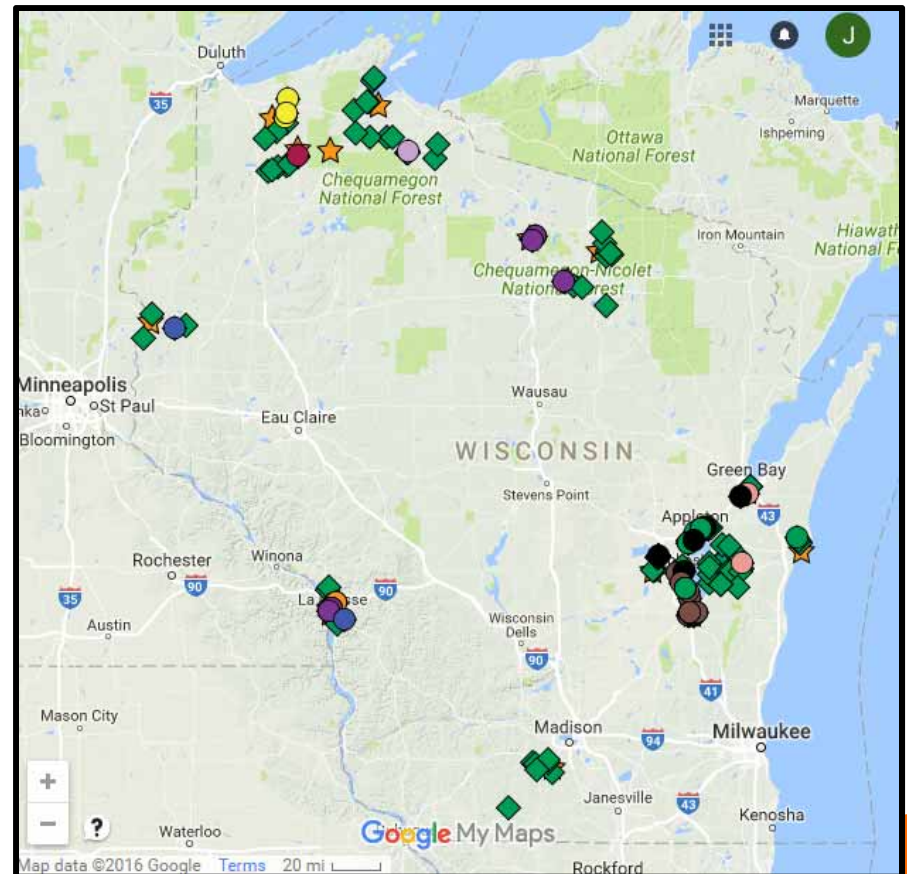 J
Duluth
35
Marquette
Ishpeming
Ottawa
National Forest
Chequamegon
National Forest
Iron Mountain
Hiawath
National F
Chequamegon-Nicolet
National Forest
Minneapolis
St Paul
Bloomington
Wausau
Eau Claire
WISCONSIN
Stevens Point
Green Bay
43
Appleton
Rochester
Winona
90
90
35
Austin
Wisconsin
Dells
90
41
Mason City
Madison
94
Milwaukee
Janesville
43
Kenosha
+
−
?
Waterloo
Google My Maps
Map data ©2016 Google Terms 20 mi
Rockford